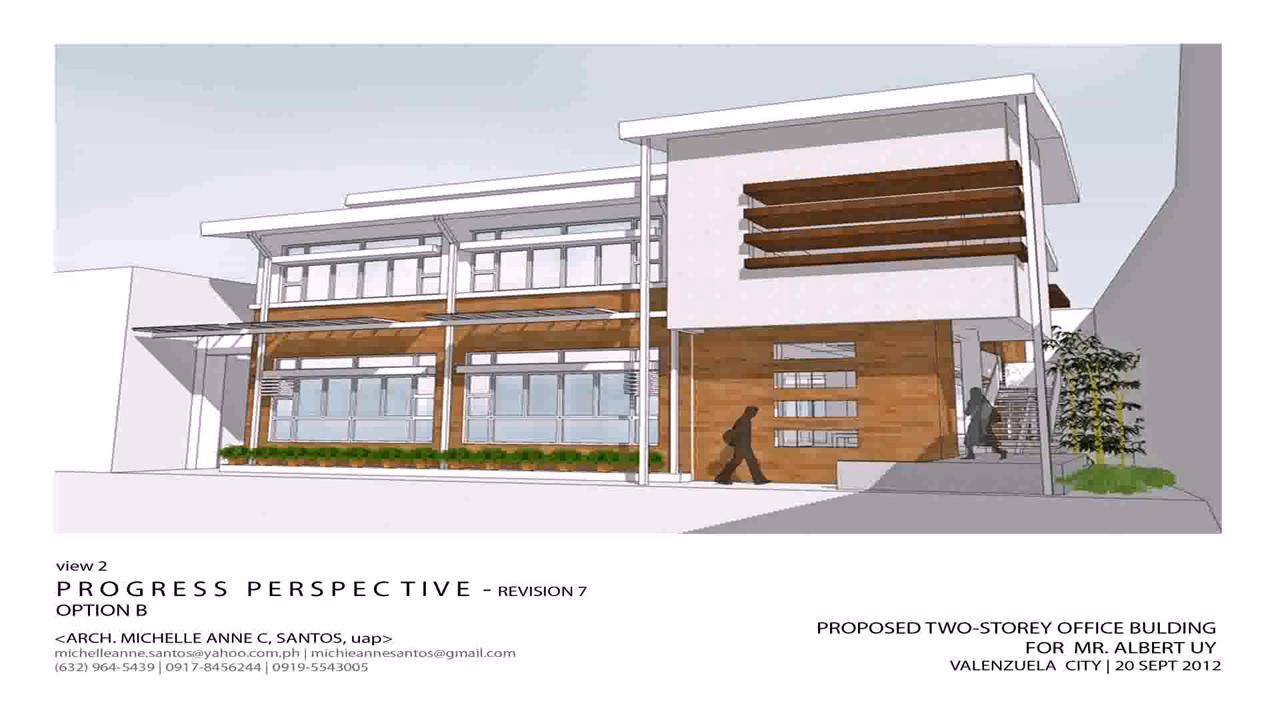 view 2
PROGRESS PERSPECTIVE - REVISION 7
OPTION B
<ARCH. MICHELLE ANNE C, SANTOS, uap>
michelleanne.santos@yahoo.com.ph | michieannesantos@gmail.com
(632) 964-5439 | 0917-8456244 | 0919-5543005
PROPOSED TWO-STOREY OFFICE BULDING
FOR MR. ALBERT UY
VALENZUELA CITY | 20 SEPT 2012